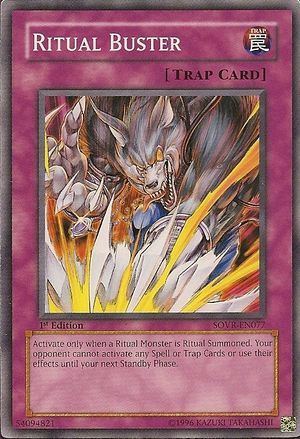 RITUAL BUSTER
TRAP
罠
[TRAP CARD]
1st Edition
SOVR-EN077
Activate only when a Ritual Monster is Ritual Summoned. Your
opponent cannot activate any Spell or Trap Cards or use their
effects until your next Standby Phase.
54094821
©1996 KAZUKI TAKAHASHI